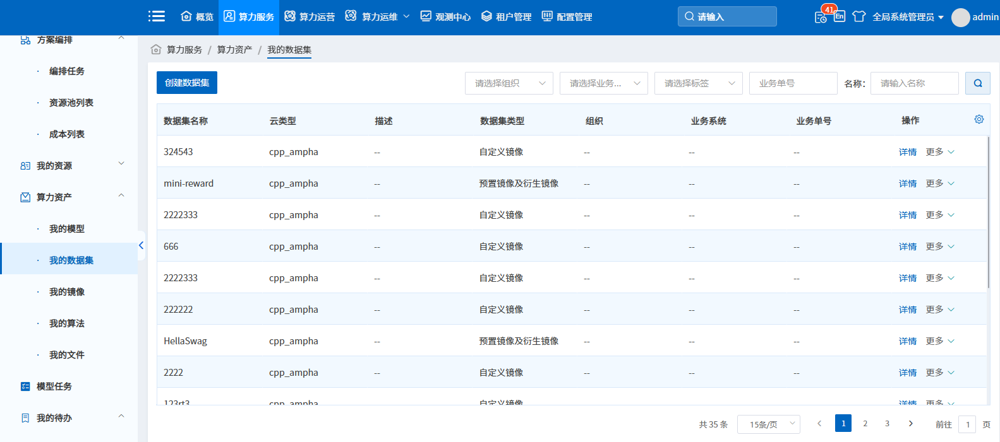 概览 算力服务 算力运营 算力运维 观测中心 租户管理 配置管理 请输入 41 En 全局系统管理员 admin
方案编排
编排任务
资源池列表
成本列表
我的资源
算力资产
我的模型
我的数据集
我的镜像
我的算法
我的文件
模型任务
我的待办
算力服务 / 算力资产 / 我的数据集
创建数据集 请选择组织 请选择业务... 请选择标签 业务单号 名称： 请输入名称
数据集名称 云类型 描述 数据集类型 组织 业务系统 业务单号 操作
324543 cpp_ampha -- 自定义镜像 -- -- -- 详情 更多
mini-reward cpp_ampha -- 预置镜像及衍生镜像 -- -- -- 详情 更多
2222333 cpp_ampha -- 自定义镜像 -- -- -- 详情 更多
666 cpp_ampha -- 自定义镜像 -- -- -- 详情 更多
2222333 cpp_ampha -- 自定义镜像 -- -- -- 详情 更多
222222 cpp_ampha -- 自定义镜像 -- -- -- 详情 更多
HellaSwag cpp_ampha -- 预置镜像及衍生镜像 -- -- -- 详情 更多
2222 cpp_ampha -- 自定义镜像 -- -- -- 详情 更多
123rt3 cpp_ampha 自定义镜像 详情 更多
共 35 条 15条/页 1 2 3 前往 1 页